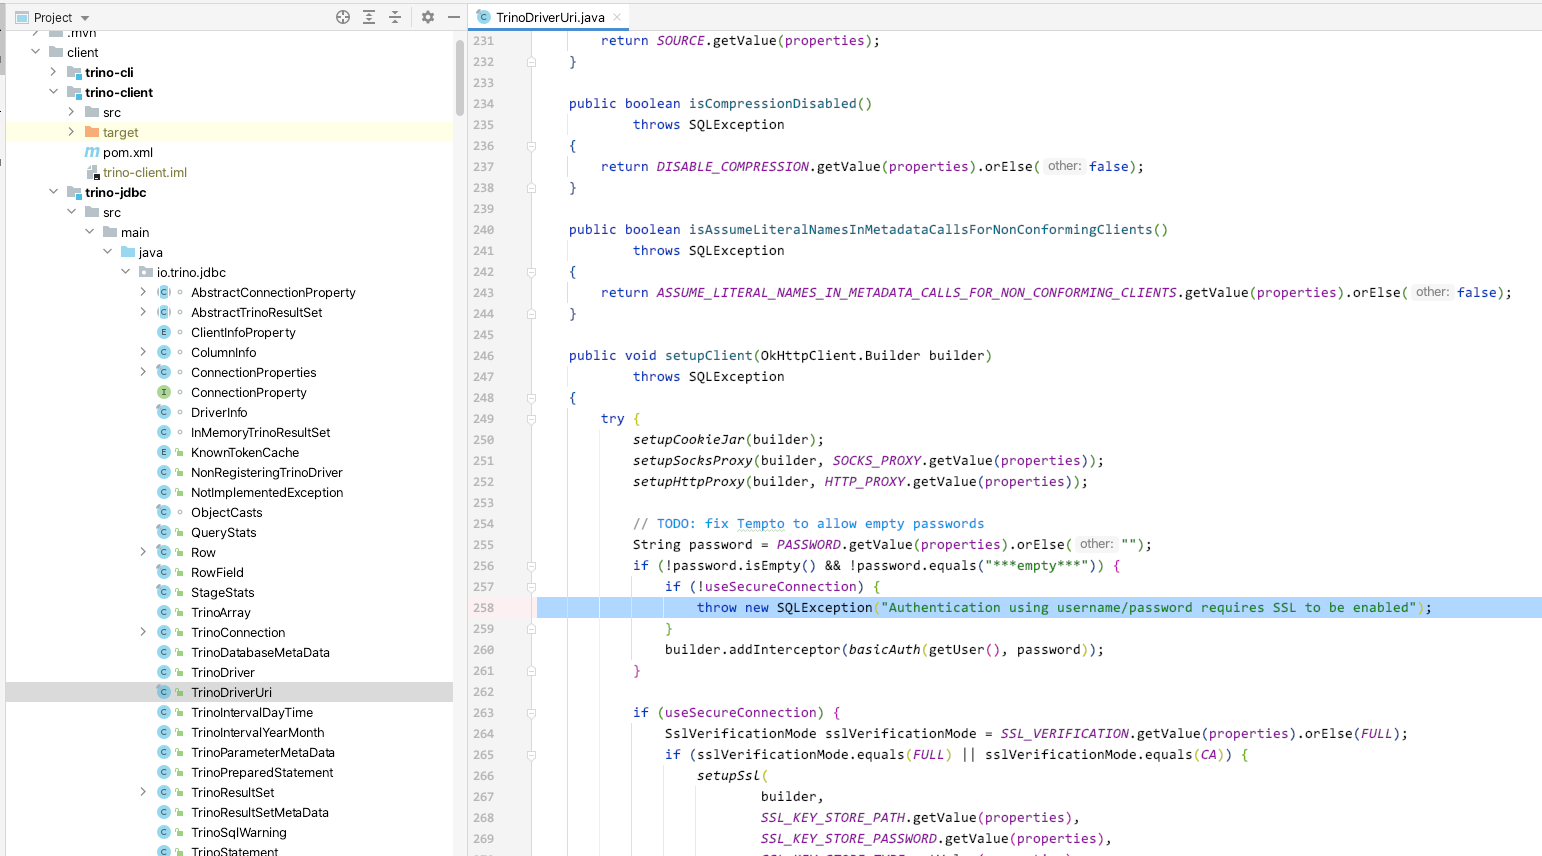 Project
TrinoDriverUri.java
.mvn
client
trino-cli
trino-client
src
target
pom.xml
trino-client.iml
trino-jdbc
src
main
java
io.trino.jdbc
AbstractConnectionProperty
AbstractTrinoResultSet
ClientInfoProperty
ColumnInfo
ConnectionProperties
ConnectionProperty
DriverInfo
InMemoryTrinoResultSet
KnownTokenCache
NonRegisteringTrinoDriver
NotImplementedException
ObjectCasts
QueryStats
Row
RowField
StageStats
TrinoArray
TrinoConnection
TrinoDatabaseMetaData
TrinoDriver
TrinoDriverUri
TrinoIntervalDayTime
TrinoIntervalYearMonth
TrinoParameterMetaData
TrinoPreparedStatement
TrinoResultSet
TrinoResultSetMetaData
TrinoSqlWarning
TrinoStatement
231 return SOURCE.getValue(properties);
232 }
233
234 public boolean isCompressionDisabled()
235 throws SQLException
236 {
237 return DISABLE_COMPRESSION.getValue(properties).orElse( other: false);
238 }
239
240 public boolean isAssumeLiteralNamesInMetadataCallsForNonConformingClients()
241 throws SQLException
242 {
243 return ASSUME_LITERAL_NAMES_IN_METADATA_CALLS_FOR_NON_CONFORMING_CLIENTS.getValue(properties).orElse( other: false);
244 }
245
246 public void setupClient(OkHttpClient.Builder builder)
247 throws SQLException
248 {
249 try {
250 setupCookieJar(builder);
251 setupSocksProxy(builder, SOCKS_PROXY.getValue(properties));
252 setupHttpProxy(builder, HTTP_PROXY.getValue(properties));
253
254 // TODO: fix Tempto to allow empty passwords
255 String password = PASSWORD.getValue(properties).orElse( other: "");
256 if (!password.isEmpty() && !password.equals("***empty***")) {
257 if (!useSecureConnection) {
258 throw new SQLException("Authentication using username/password requires SSL to be enabled");
259 }
260 builder.addInterceptor(basicAuth(getUser(), password));
261 }
262
263 if (useSecureConnection) {
264 SslVerificationMode sslVerificationMode = SSL_VERIFICATION.getValue(properties).orElse(FULL);
265 if (sslVerificationMode.equals(FULL) || sslVerificationMode.equals(CA)) {
266 setupSsl(
267 builder,
268 SSL_KEY_STORE_PATH.getValue(properties),
269 SSL_KEY_STORE_PASSWORD.getValue(properties),